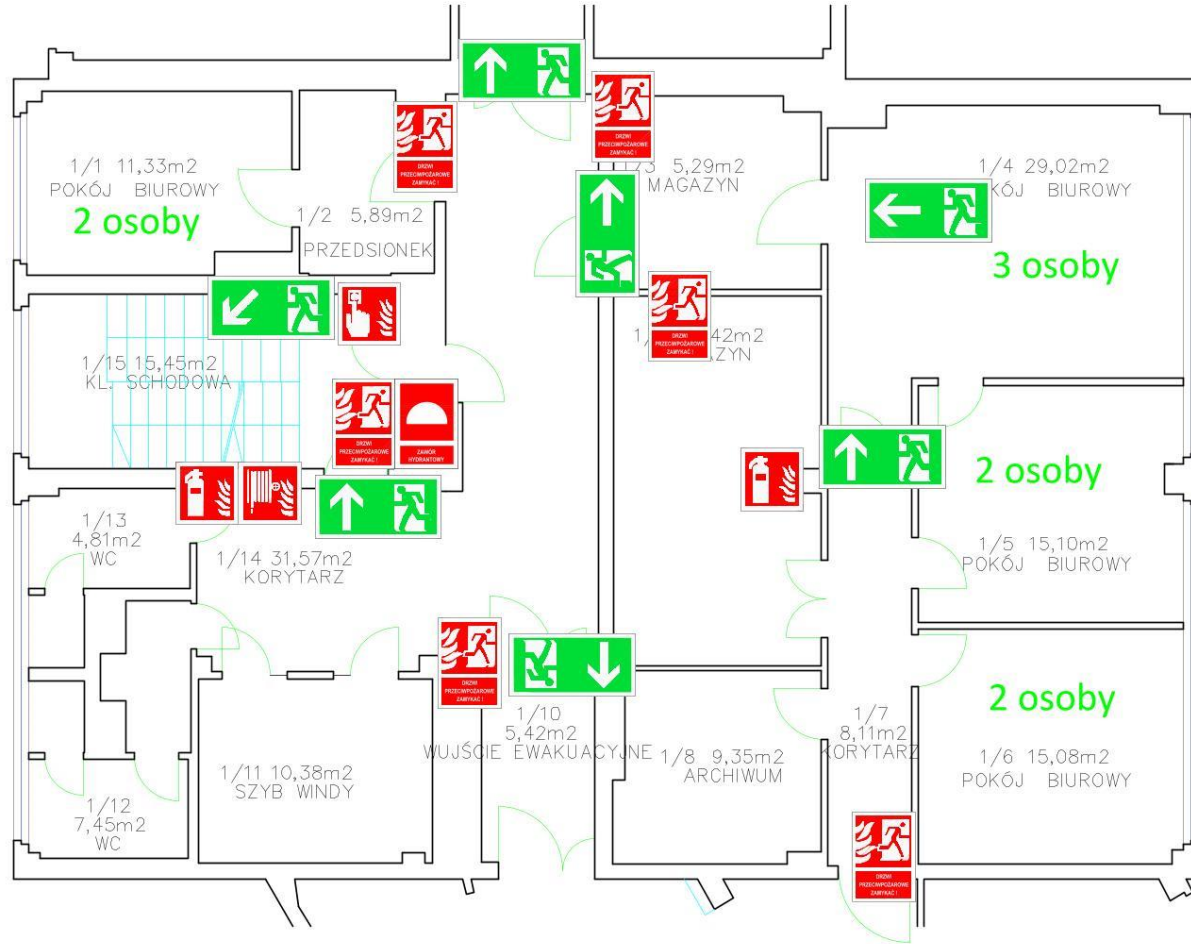 DRZWI
PRZECIWPOŻAROWE
ZAMYKAĆ !
DRZWI
PRZECIWPOŻAROWE
ZAMYKAĆ !
1/1 11,33m2
POKÓJ BIUROWY
2 osoby
1/2 5,89m2
PRZEDSIONEK
/3 5,29m2
MAGAZYN
1/4 29,02m2
POKÓJ BIUROWY
3 osoby
DRZWI
PRZECIWPOŻAROWE
ZAMYKAĆ !
42m2
AZYN
1/15 15,45m2
KL. SCHODOWA
DRZWI
PRZECIWPOŻAROWE
ZAMYKAĆ !
ZAWÓR
HYDRANTOWY
2 osoby
1/5 15,10m2
POKÓJ BIUROWY
1/13
4,81m2
WC
1/14 31,57m2
KORYTARZ
DRZWI
PRZECIWPOŻAROWE
ZAMYKAĆ !
1/10
5,42m2
WUJŚCIE EWAKUACYJNE
1/8 9,35m2
ARCHIWUM
1/7
8,11m2
KORYTARZ
2 osoby
1/6 15,08m2
POKÓJ BIUROWY
1/11 10,38m2
SZYB WINDY
1/12
7,45m2
WC
DRZWI
PRZECIWPOŻAROWE
ZAMYKAĆ !